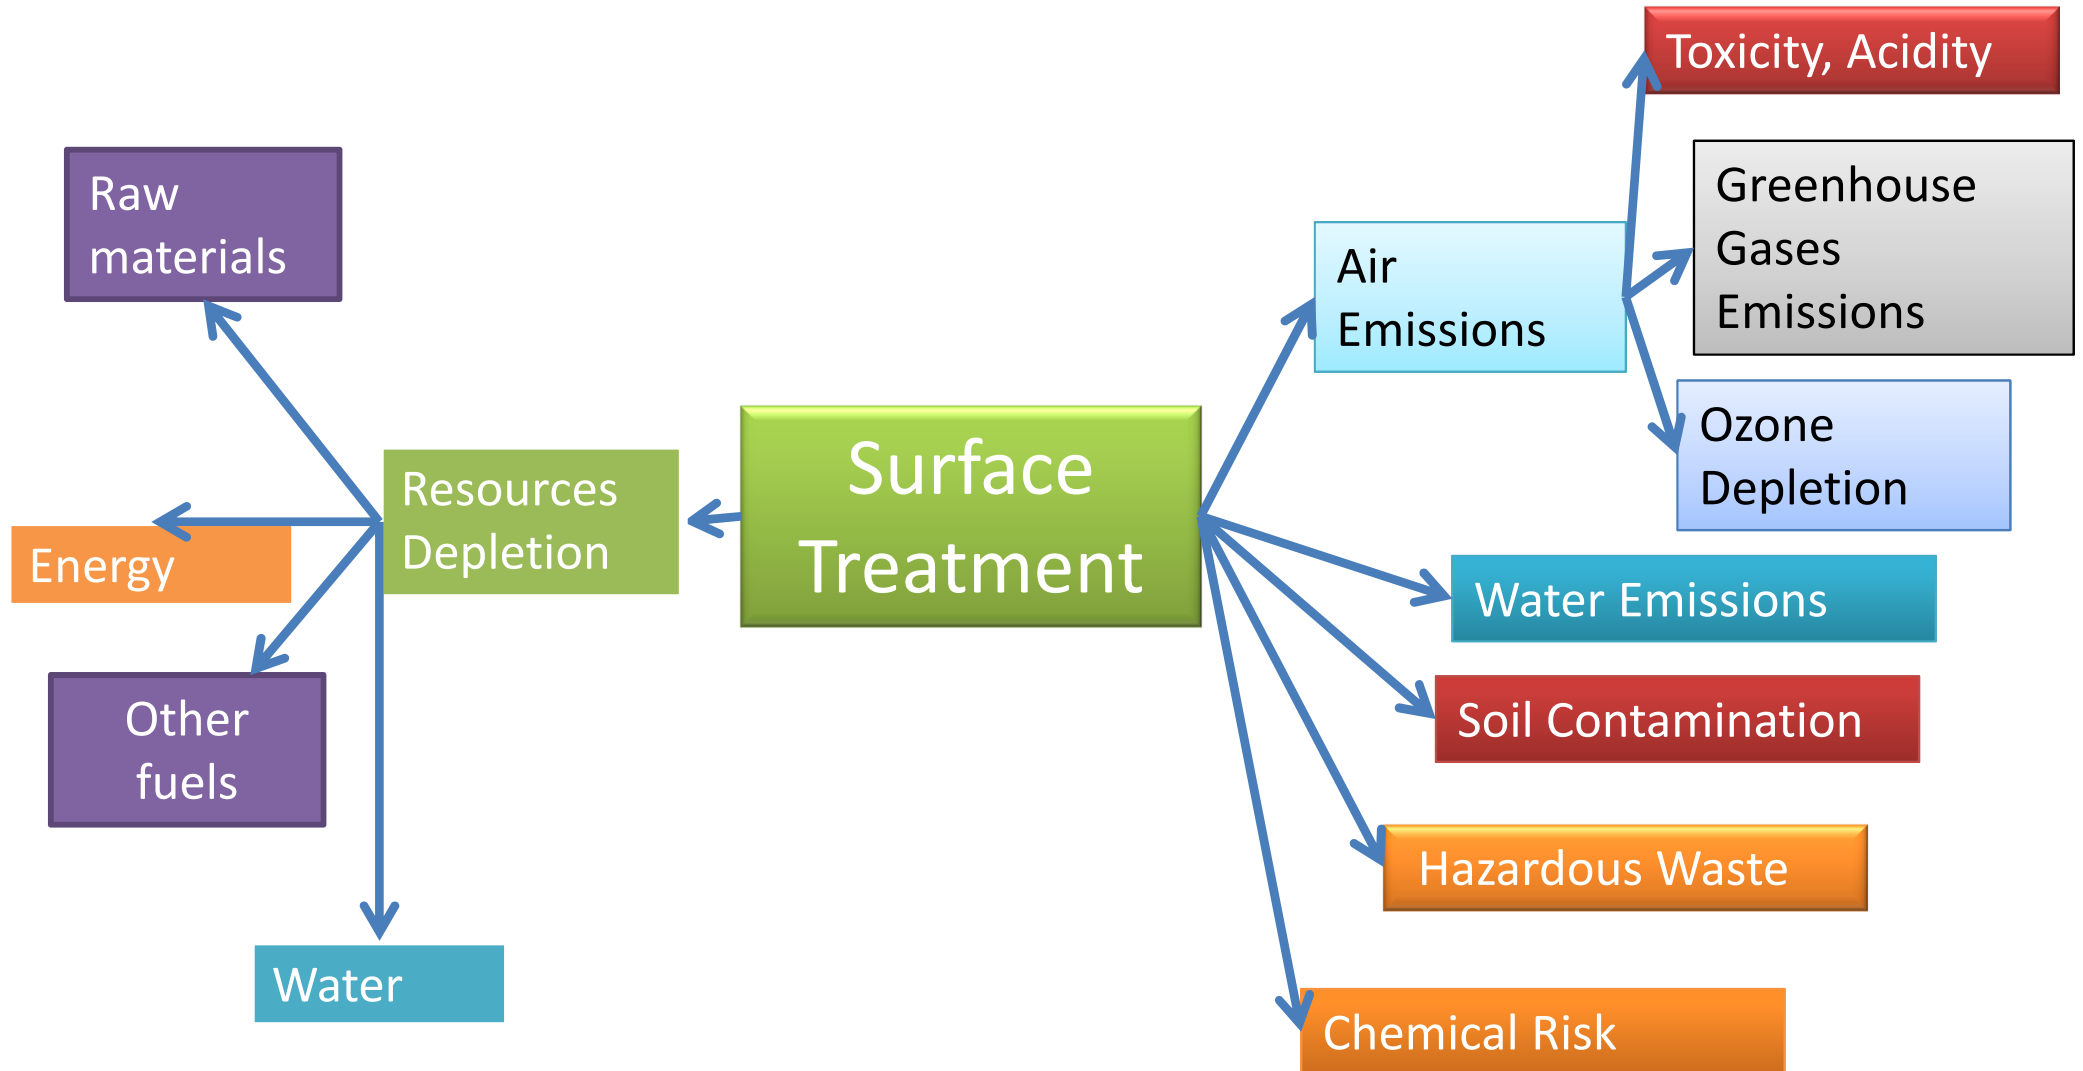 Toxicity, Acidity
Raw
materials
Greenhouse
Gases
Emissions
Air
Emissions
Ozone
Depletion
Surface
Treatment
Resources
Depletion
Energy
Water Emissions
Other
fuels
Soil Contamination
Hazardous Waste
Water
Chemical Risk